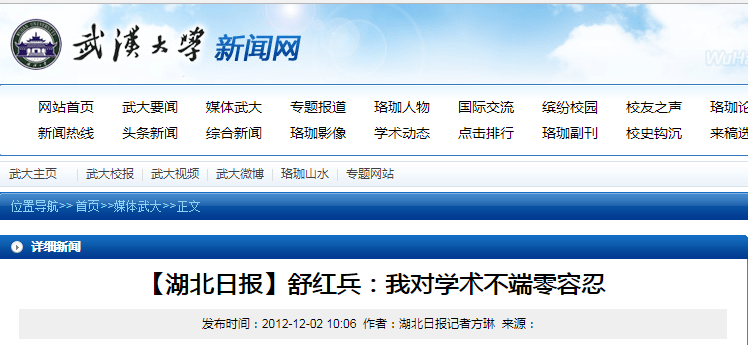 武漢大学 新闻网
网站首页 武大要闻 媒体武大 专题报道 珞珈人物 国际交流 缤纷校园 校友之声 珞珈论
新闻热线 头条新闻 综合新闻 珞珈影像 学术动态 点击排行 珞珈副刊 校史钩沉 来稿选
武大主页 武大校报 武大视频 武大微博 珞珈山水 专题网站
位置导航>> 首页>>媒体武大>>正文
详细新闻
【湖北日报】舒红兵：我对学术不端零容忍
发布时间：2012-12-02 10:06 作者：湖北日报记者方琳 来源：